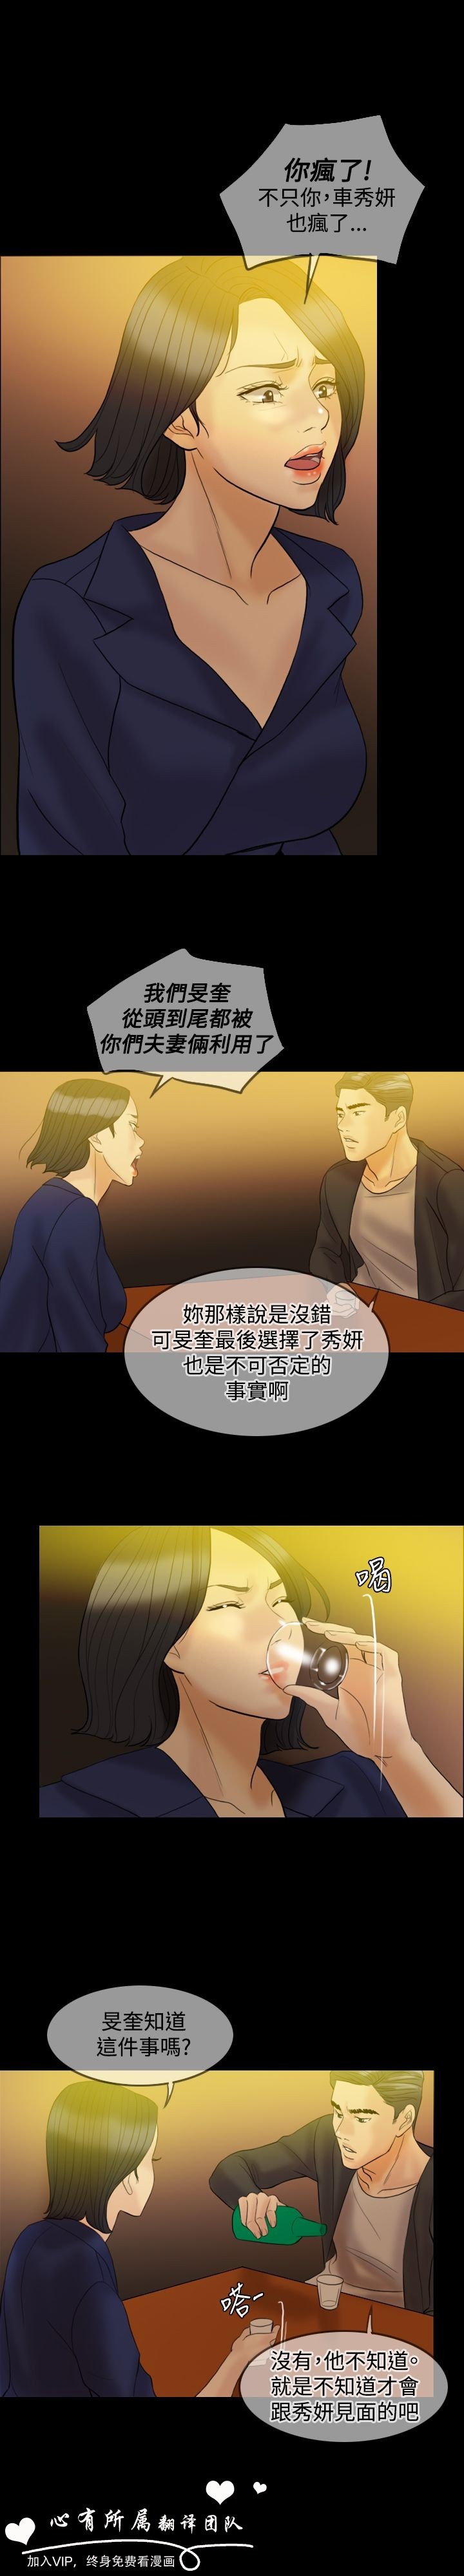 你瘋了!
不只你,車秀妍
也瘋了...
我們旻奎
從頭到尾都被
你們夫妻倆利用了
妳那樣說是沒錯
可旻奎最後選擇了秀妍
也是不可否定的
事實啊
喝
旻奎知道
這件事嗎?
嗒-
沒有,他不知道。
就是不知道才會
跟秀妍見面的吧
心有所属翻译团队
加入VIP，终身免费看漫画